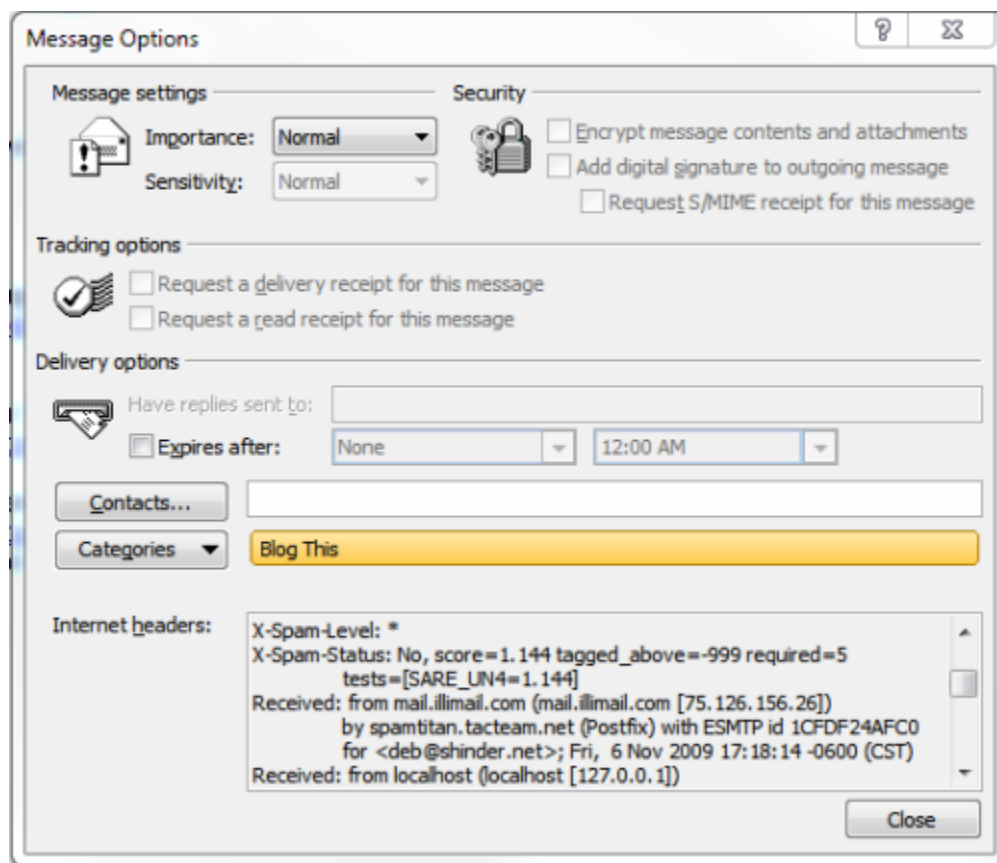 Message Options
Message settings
Security
Importance: Normal
Encrypt message contents and attachments
Sensitivity: Normal
Add digital signature to outgoing message
Request S/MIME receipt for this message
Tracking options
Request a delivery receipt for this message
Request a read receipt for this message
Delivery options
Have replies sent to:
Expires after: None 12:00 AM
Contacts...
Categories Blog This
Internet headers:
X-Spam-Level: *
X-Spam-Status: No, score=1.144 tagged_above=-999 required=5
tests=[SARE_UN4=1.144]
Received: from mail.illimail.com (mail.illimail.com [75.126.156.26])
by spamtitan.tacteam.net (Postfix) with ESMTP id 1CFDF24AFC0
for <deb@shinder.net>; Fri, 6 Nov 2009 17:18:14 -0600 (CST)
Received: from localhost (localhost [127.0.0.1])
Close